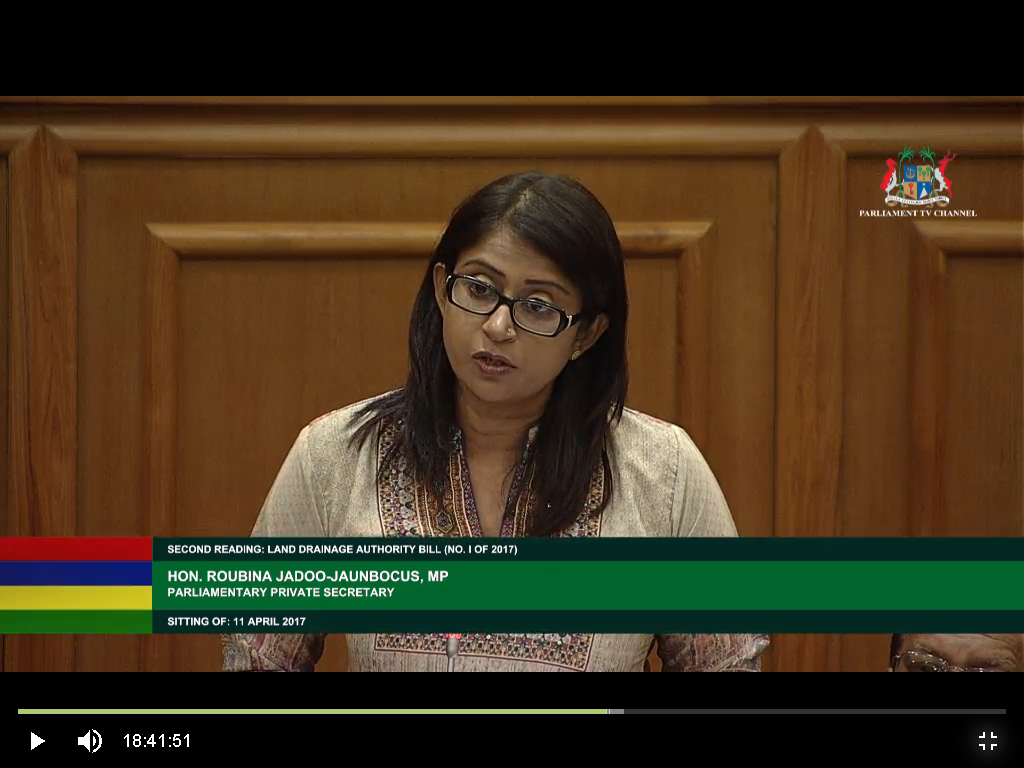 PARLIAMENT TV CHANNEL
SECOND READING: LAND DRAINAGE AUTHORITY BILL (NO. I OF 2017)
HON. ROUBINA JADOO-JAUNBOCUS, MP
PARLIAMENTARY PRIVATE SECRETARY
SITTING OF: 11 APRIL 2017
18:41:51